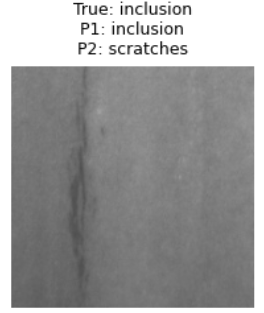 True: inclusion
P1: inclusion
P2: scratches